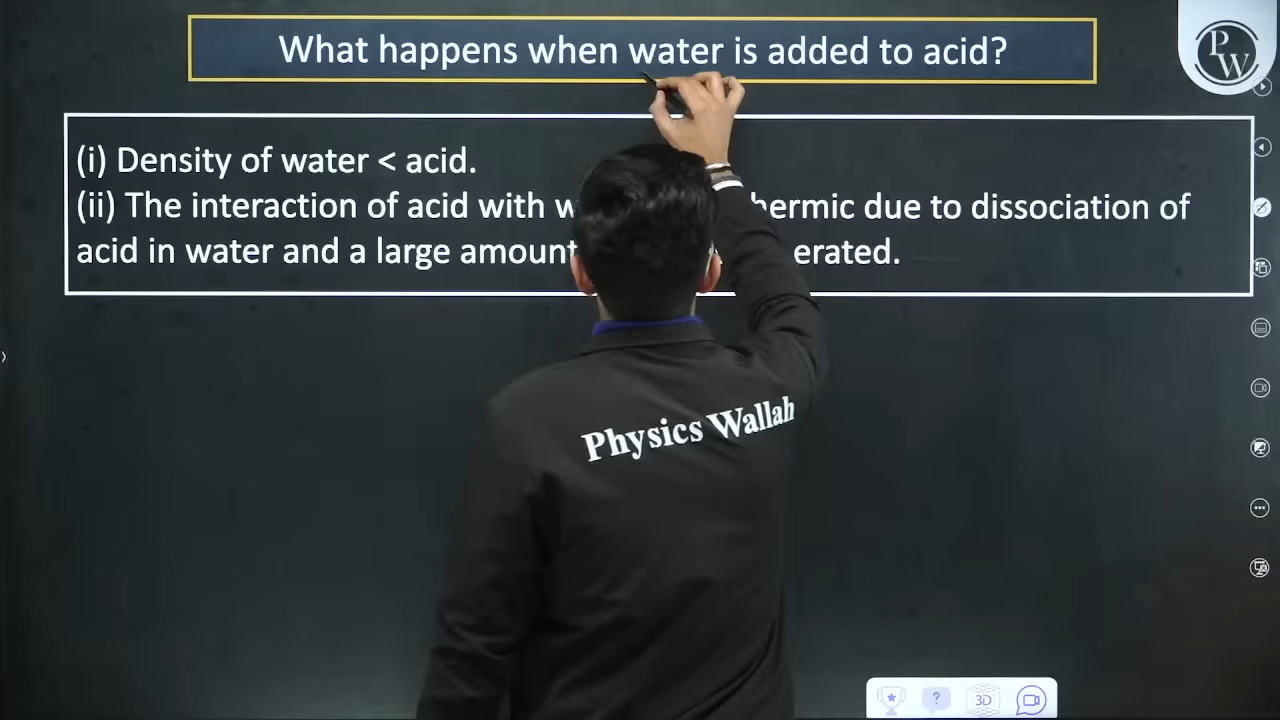 What happens when water is added to acid?
P
W
(i) Density of water < acid.
(ii) The interaction of acid with hermic due to dissociation of
acid in water and a large amount erated.
Physics Wallah
?
3D